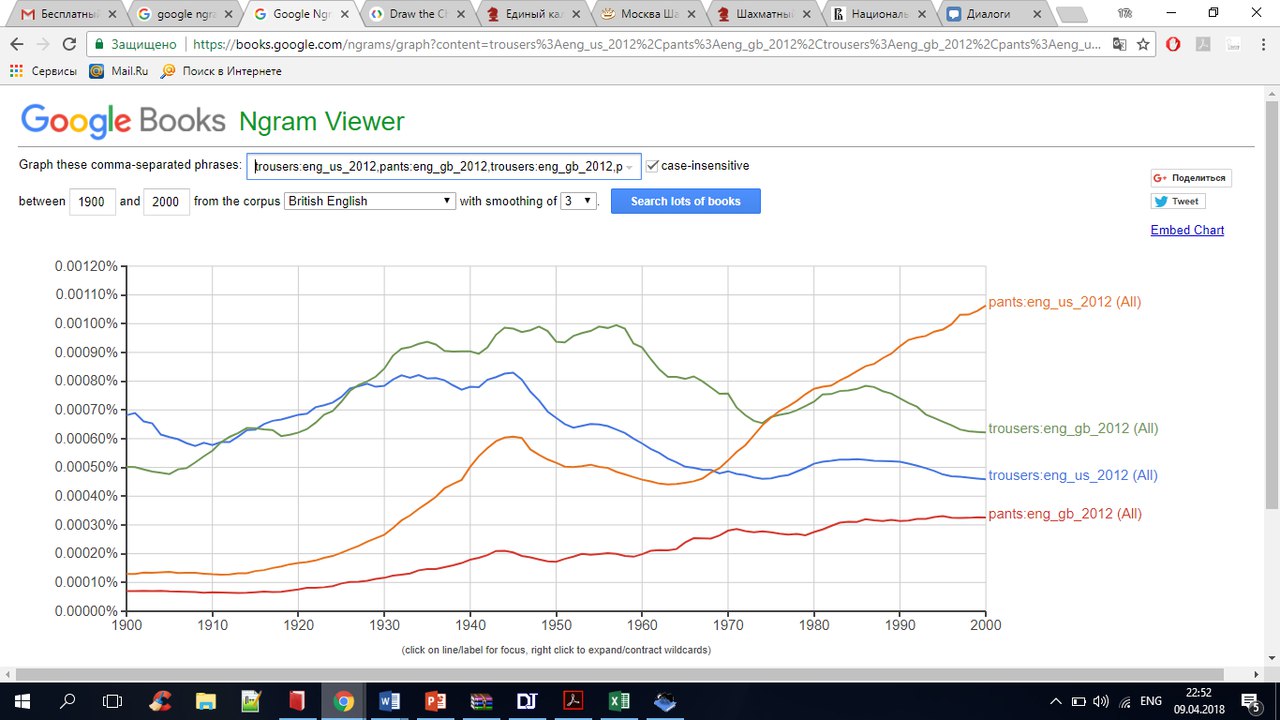 Бесплатный
google ngra
Google Ngr
Draw the Ch
Единый кал
Москва Ша
Шахматный
Националь
Диалоги
Защищено
https://books.google.com/ngrams/graph?content=trousers%3Aeng_us_2012%2Cpants%3Aeng_gb_2012%2Ctrousers%3Aeng_gb_2012%2Cpants%3Aeng_u...
Сервисы Mail.Ru Поиск в Интернете
Google Books Ngram Viewer
Graph these comma-separated phrases: trousers:eng_us_2012,pants:eng_gb_2012,trousers:eng_gb_2012,p case-insensitive
between 1900 and 2000 from the corpus British English with smoothing of 3 . Search lots of books
G+ Поделиться
Tweet
Embed Chart
0.00120%
0.00110%
0.00100%
0.00090%
0.00080%
0.00070%
0.00060%
0.00050%
0.00040%
0.00030%
0.00020%
0.00010%
0.00000%
pants:eng_us_2012 (All)
trousers:eng_gb_2012 (All)
trousers:eng_us_2012 (All)
pants:eng_gb_2012 (All)
1900 1910 1920 1930 1940 1950 1960 1970 1980 1990 2000
(click on line/label for focus, right click to expand/contract wildcards)
ENG
22:52
09.04.2018
5